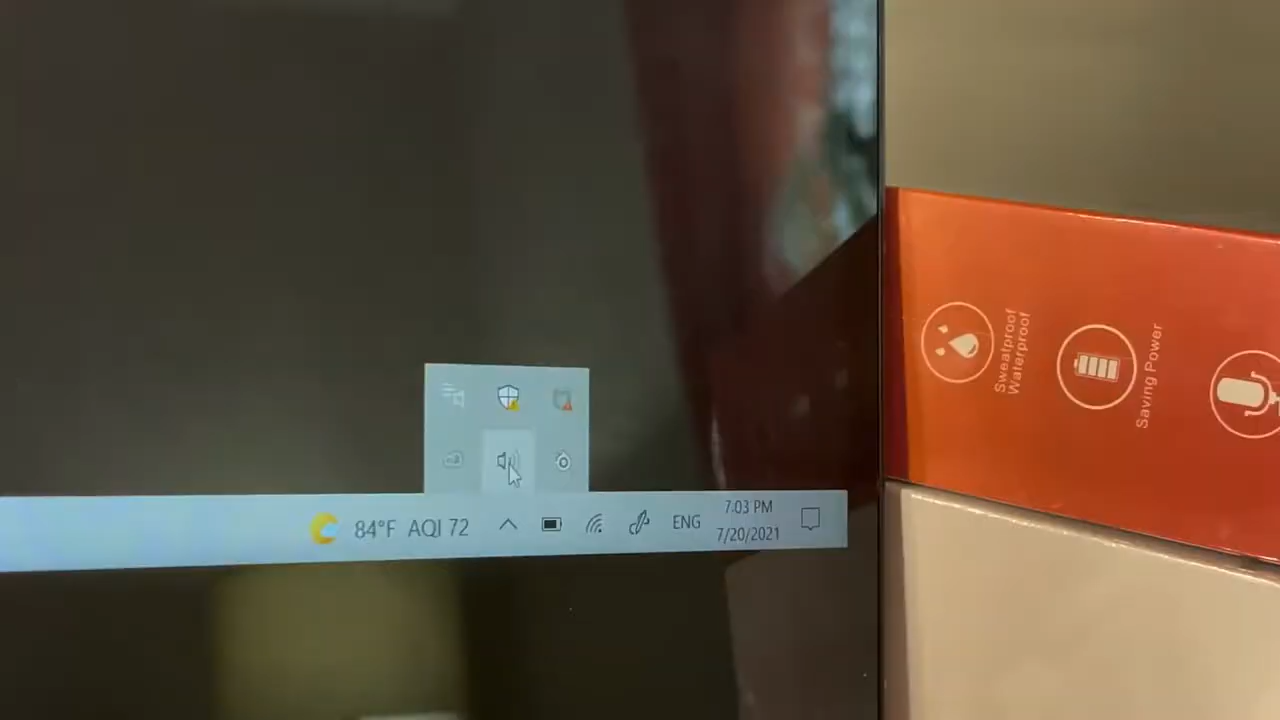 84°F AQI 72
ENG
7:03 PM
7/20/2021
Sweatproof
Waterproof
Saving Power